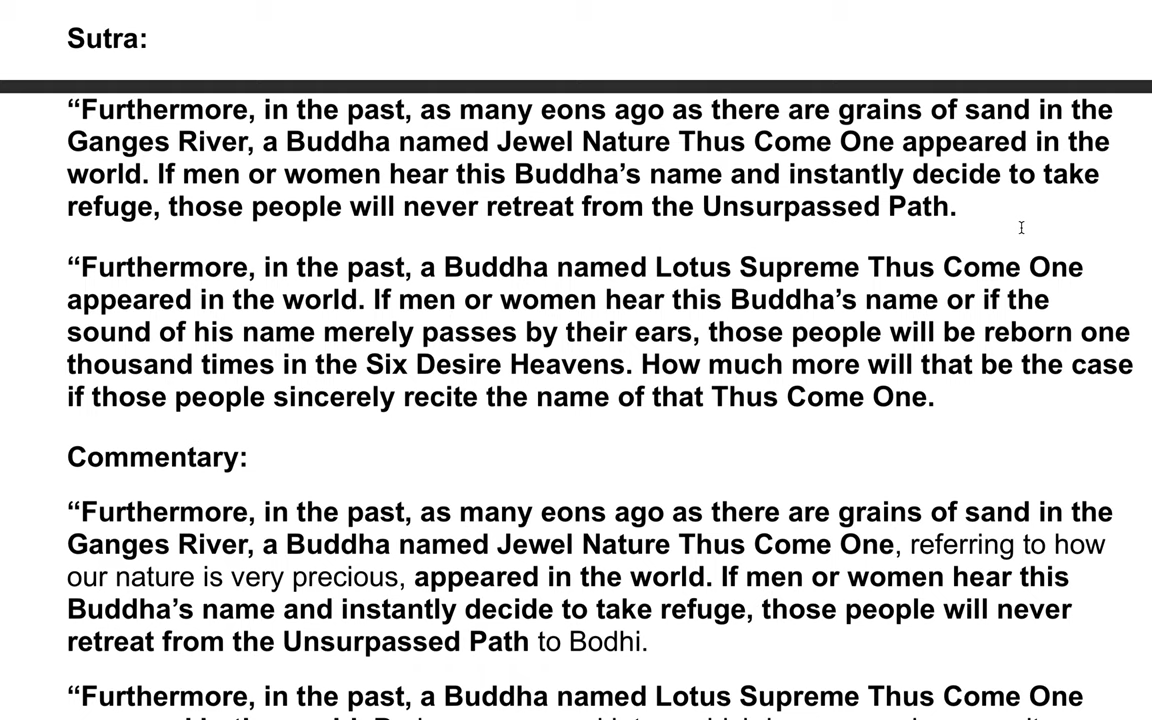 Sutra:
“Furthermore, in the past, as many eons ago as there are grains of sand in the
Ganges River, a Buddha named Jewel Nature Thus Come One appeared in the
world. If men or women hear this Buddha’s name and instantly decide to take
refuge, those people will never retreat from the Unsurpassed Path.
“Furthermore, in the past, a Buddha named Lotus Supreme Thus Come One
appeared in the world. If men or women hear this Buddha’s name or if the
sound of his name merely passes by their ears, those people will be reborn one
thousand times in the Six Desire Heavens. How much more will that be the case
if those people sincerely recite the name of that Thus Come One.
Commentary:
“Furthermore, in the past, as many eons ago as there are grains of sand in the
Ganges River, a Buddha named Jewel Nature Thus Come One, referring to how
our nature is very precious, appeared in the world. If men or women hear this
Buddha’s name and instantly decide to take refuge, those people will never
retreat from the Unsurpassed Path to Bodhi.
“Furthermore, in the past, a Buddha named Lotus Supreme Thus Come One